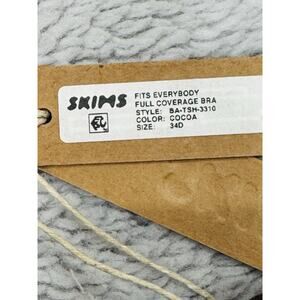 SKIMS
FITS EVERYBODY
FULL COVERAGE BRA
STYLE: BA-TSH-3310
COLOR: COCOA
SIZE: 34D